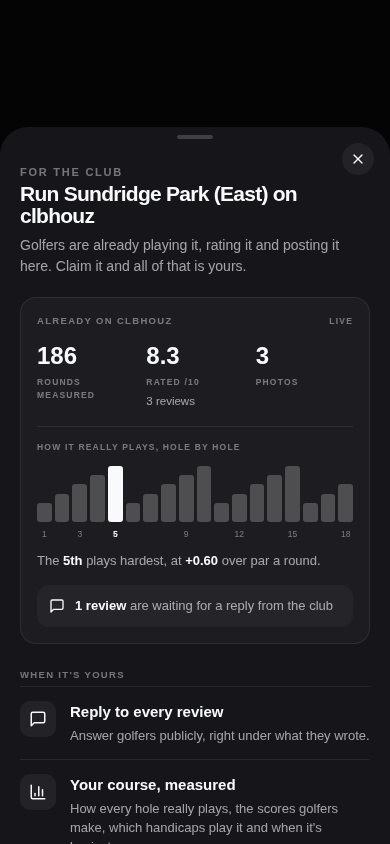 FOR THE CLUB
Run Sundridge Park (East) on
clbhouz
Golfers are already playing it, rating it and posting it
here. Claim it and all of that is yours.
ALREADY ON CLBHOUZ
LIVE
186
8.3
3
ROUNDS
MEASURED
RATED /10
PHOTOS
3 reviews
HOW IT REALLY PLAYS, HOLE BY HOLE
1 3 5 9 12 15 18
The 5th plays hardest, at +0.60 over par a round.
1 review are waiting for a reply from the club
WHEN IT'S YOURS
Reply to every review
Answer golfers publicly, right under what they wrote.
Your course, measured
How every hole really plays, the scores golfers
make, which handicaps play it and when it's